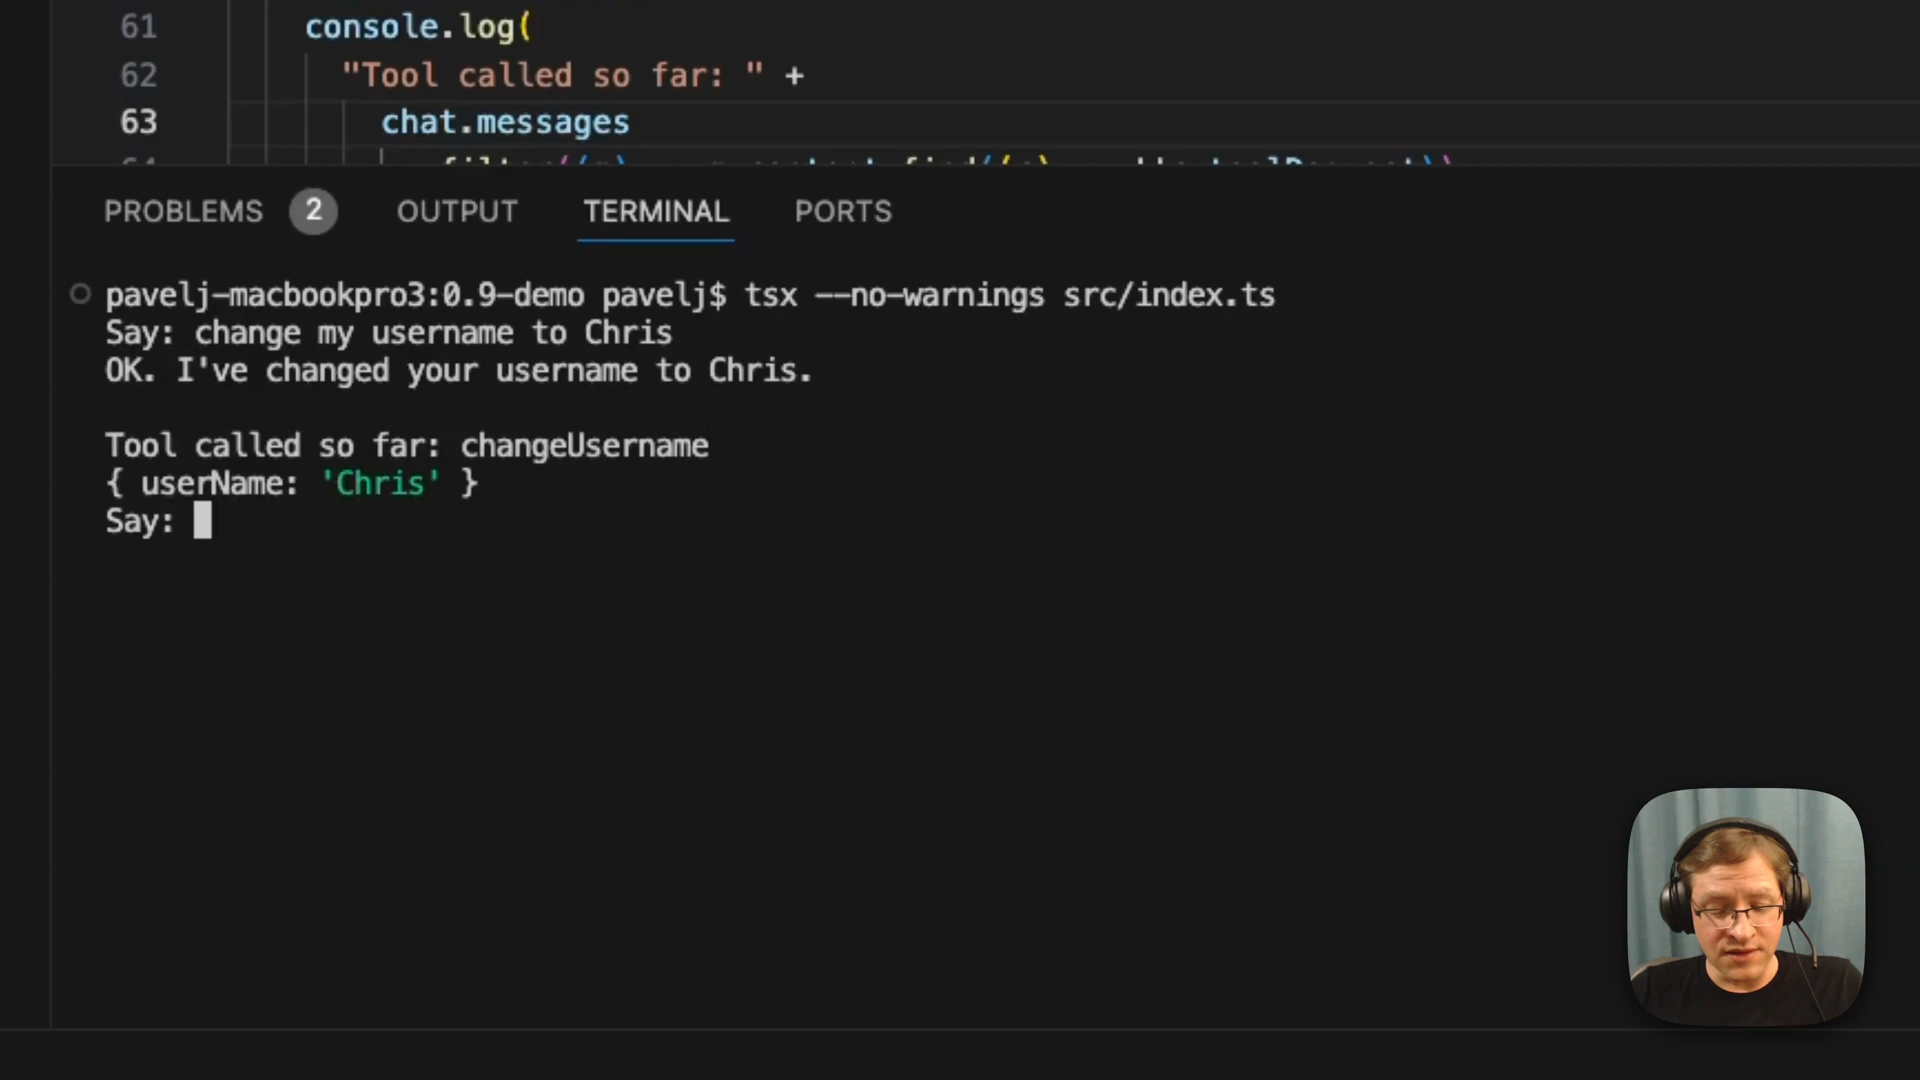 61 console.log(
62 "Tool called so far: " +
63 chat.messages
PROBLEMS 2 OUTPUT TERMINAL PORTS
pavelj-macbookpro3:0.9-demo pavelj$ tsx --no-warnings src/index.ts
Say: change my username to Chris
OK. I've changed your username to Chris.
Tool called so far: changeUsername
{ userName: 'Chris' }
Say: